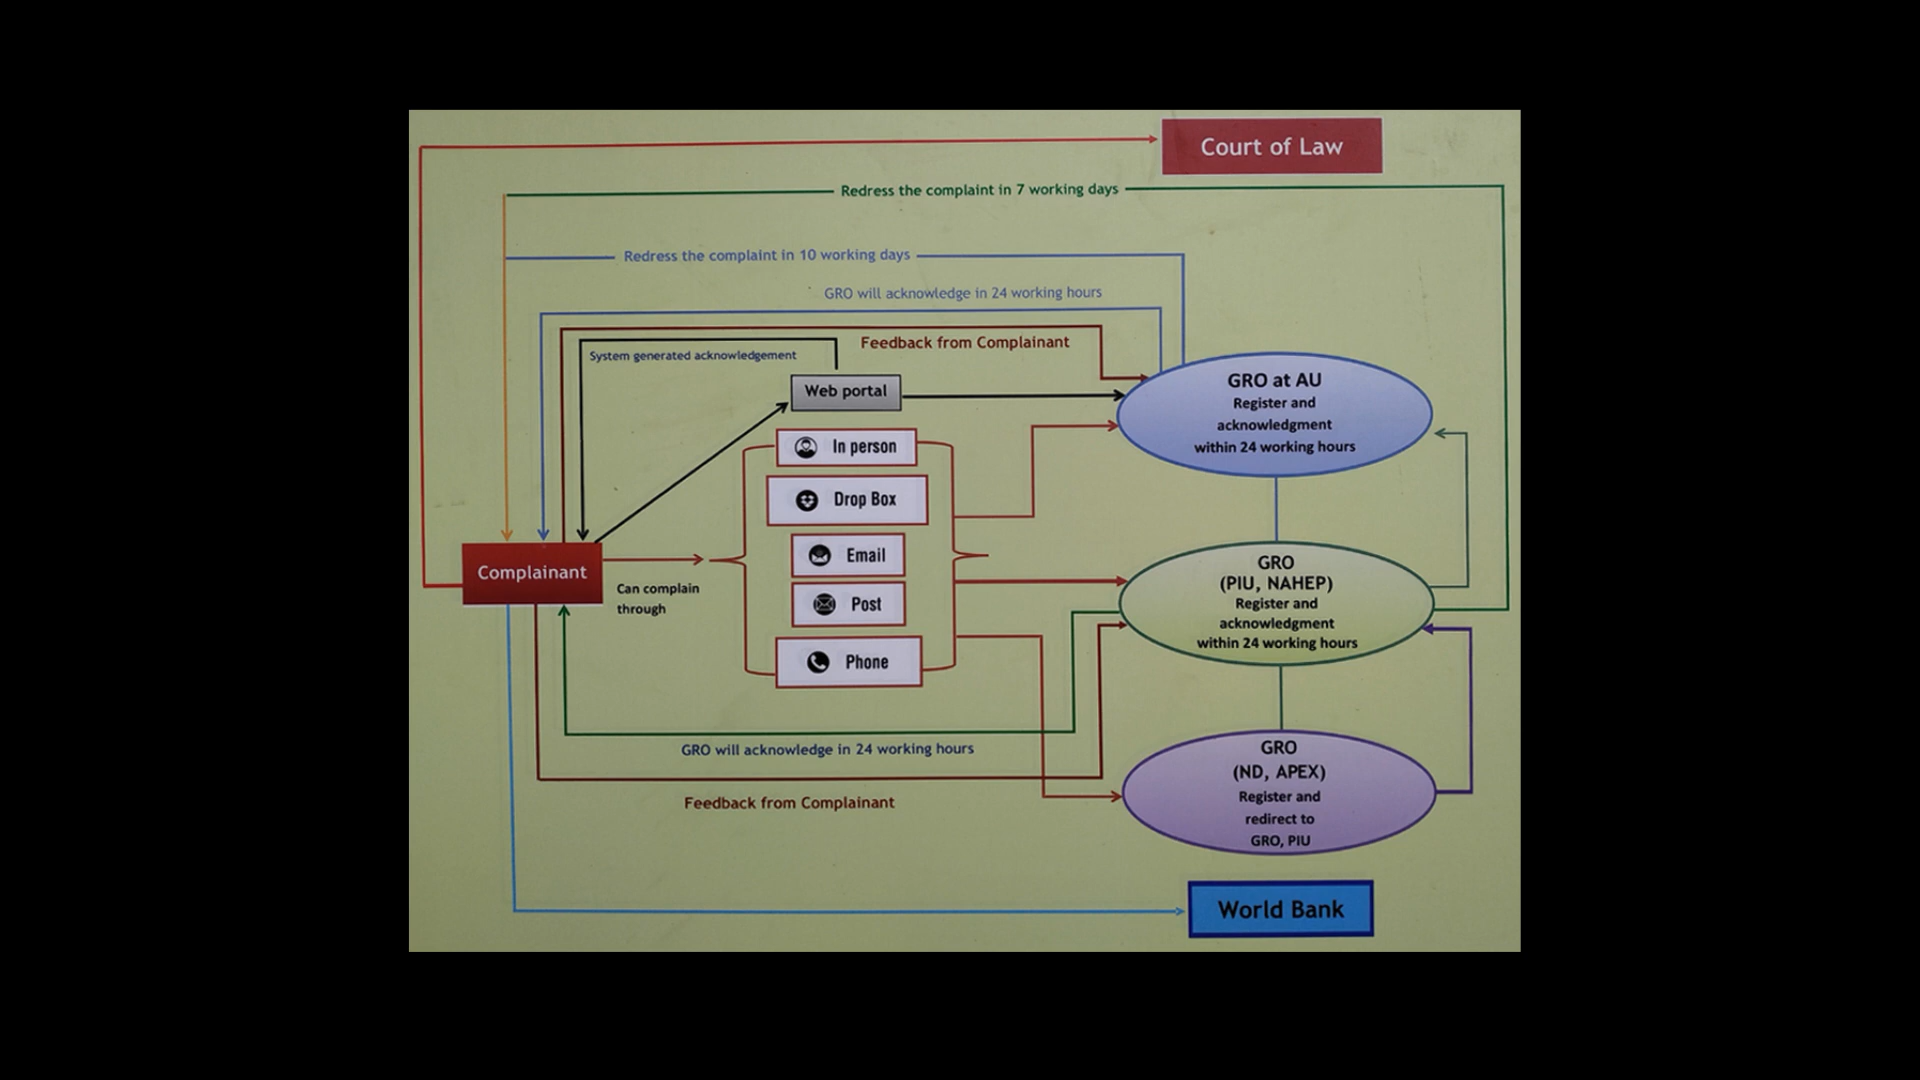 Court of Law
Redress the complaint in 7 working days
Redress the complaint in 10 working days
GRO will acknowledge in 24 working hours
Feedback from Complainant
System generated acknowledgement
Web portal
GRO at AU
Register and
acknowledgment
within 24 working hours
In person
Drop Box
Email
Post
Phone
Complainant
Can complain
through
GRO
(PIU, NAHEP)
Register and
acknowledgment
within 24 working hours
GRO will acknowledge in 24 working hours
Feedback from Complainant
GRO
(ND, APEX)
Register and
redirect to
GRO, PIU
World Bank